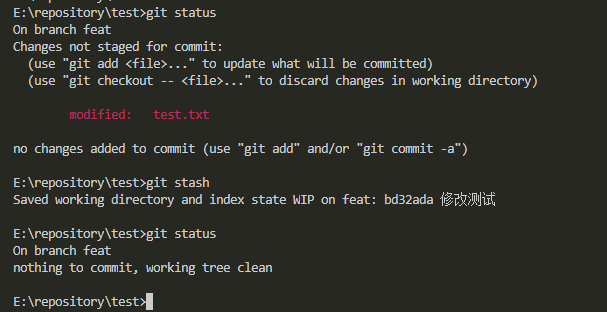 E:\repository\test>git status
On branch feat
Changes not staged for commit:
  (use "git add <file>..." to update what will be committed)
  (use "git checkout -- <file>..." to discard changes in working directory)
        modified:   test.txt
no changes added to commit (use "git add" and/or "git commit -a")
E:\repository\test>git stash
Saved working directory and index state WIP on feat: bd32ada 修改测试
E:\repository\test>git status
On branch feat
nothing to commit, working tree clean
E:\repository\test>